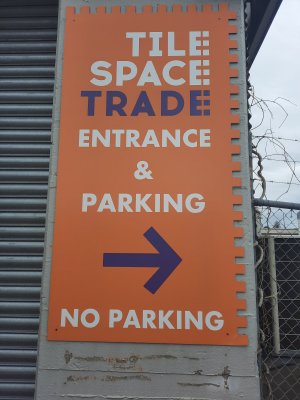 TILE
SPACE
TRADE
ENTRANCE
&
PARKING
NO PARKING